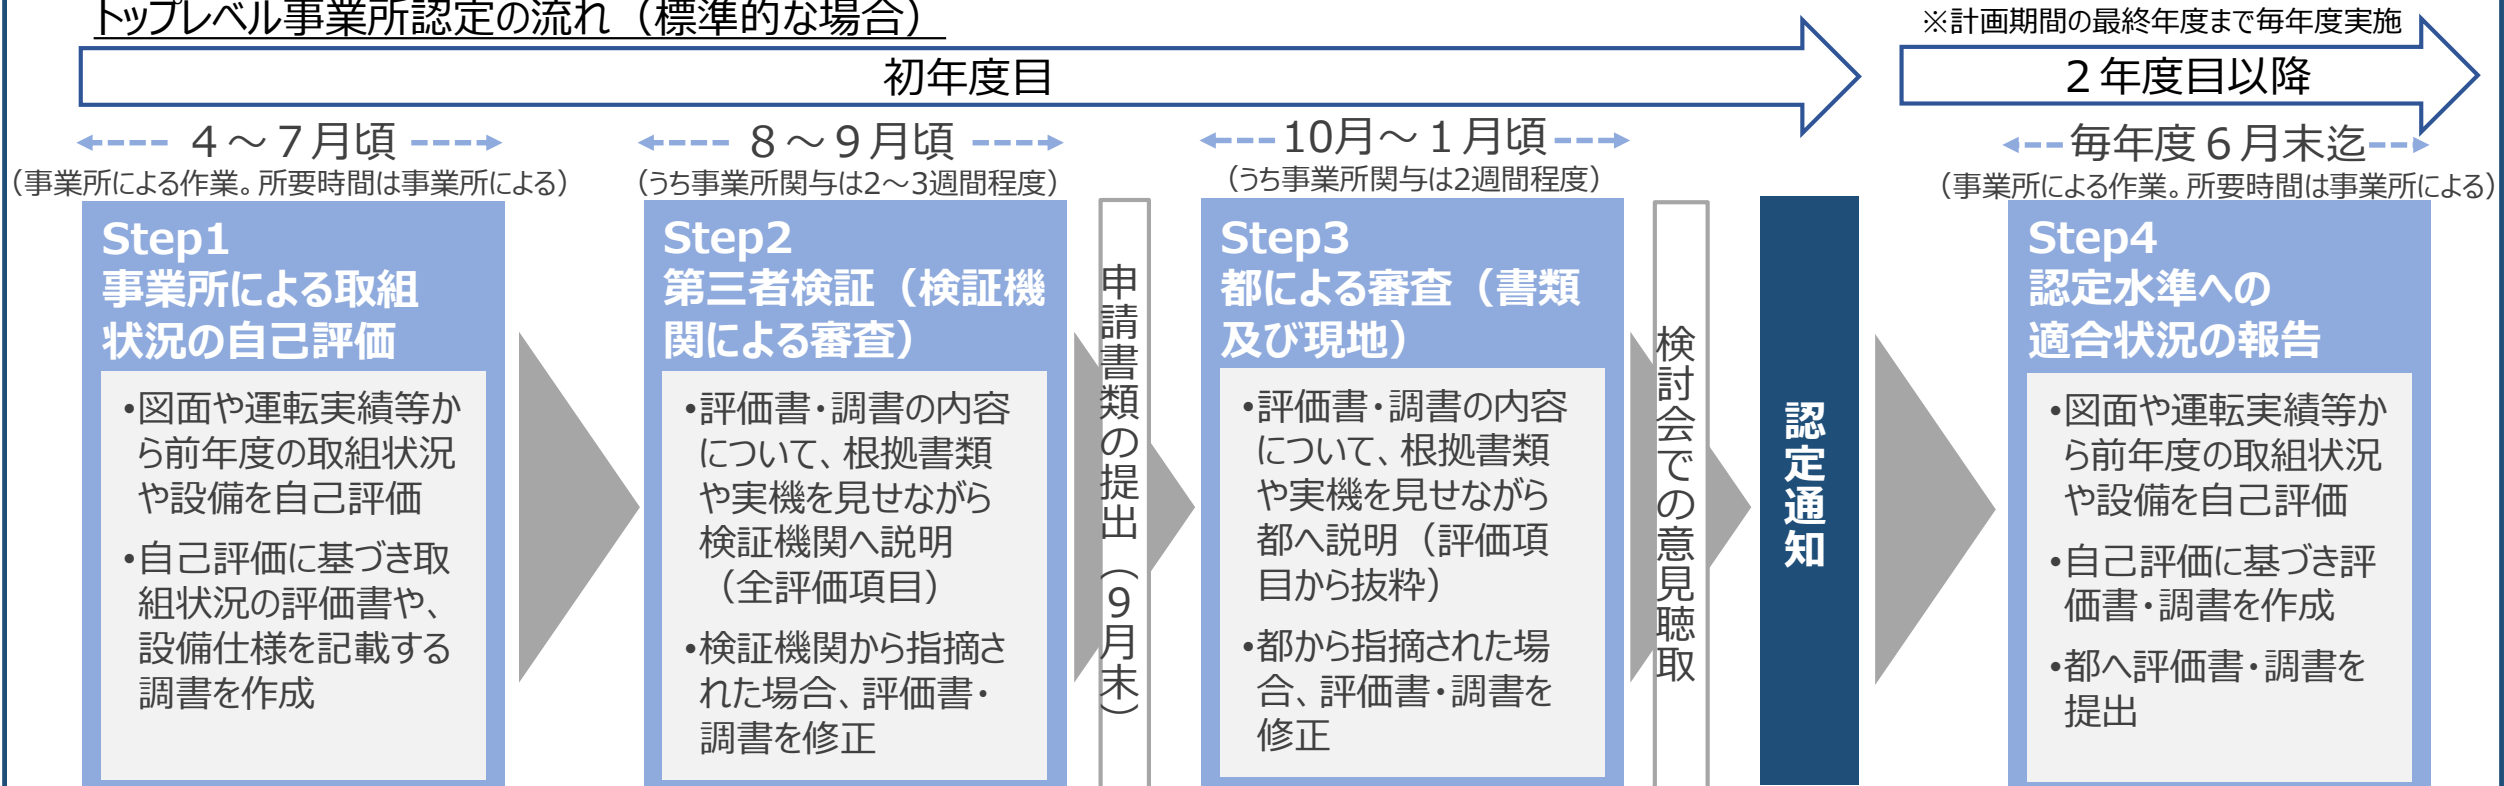 トップレベル事業所認定の流れ（標準的な場合）
※計画期間の最終年度まで毎年度実施
初年度目
２年度目以降
４～７月頃
（事業所による作業。所要時間は事業所による）
Step1
事業所による取組
状況の自己評価
•図面や運転実績等か
ら前年度の取組状況
や設備を自己評価
•自己評価に基づき取
組状況の評価書や、
設備仕様を記載する
調書を作成
８～９月頃
（うち事業所関与は2～3週間程度）
Step2
第三者検証（検証機
関による審査）
•評価書・調書の内容
について、根拠書類
や実機を見せながら
検証機関へ説明
（全評価項目）
•検証機関から指摘さ
れた場合、評価書・
調書を修正
申請書類の提出（９月末）
10月～１月頃
（うち事業所関与は2週間程度）
Step3
都による審査（書類
及び現地）
•評価書・調書の内容
について、根拠書類
や実機を見せながら
都へ説明（評価項
目から抜粋）
•都から指摘された場
合、評価書・調書を
修正
検討会での意見聴取
認定通知
毎年度６月末迄
（事業所による作業。所要時間は事業所による）
Step4
認定水準への
適合状況の報告
•図面や運転実績等か
ら前年度の取組状況
や設備を自己評価
•自己評価に基づき評
価書・調書を作成
•都へ評価書・調書を
提出